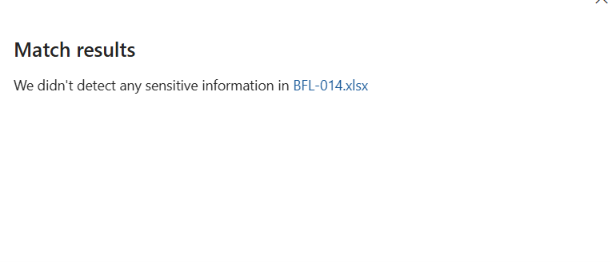 Match results
We didn't detect any sensitive information in BFL-014.xlsx